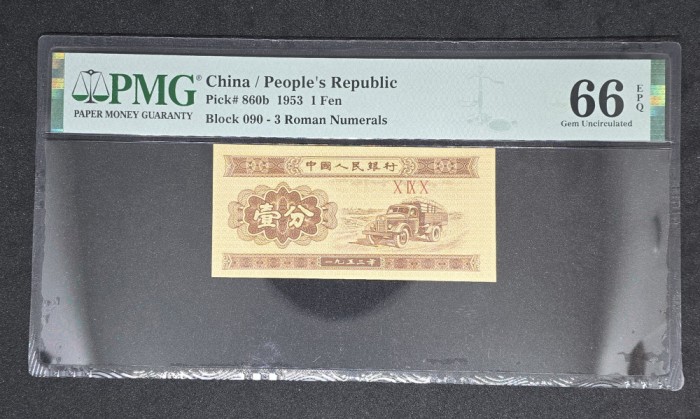 PMG®
PAPER MONEY GUARANTY
China / People's Republic
Pick# 860b 1953 1 Fen
Block 090 - 3 Roman Numerals
66 EPQ
Gem Uncirculated
中國人民銀行
X IX X
壹分
一九五三年